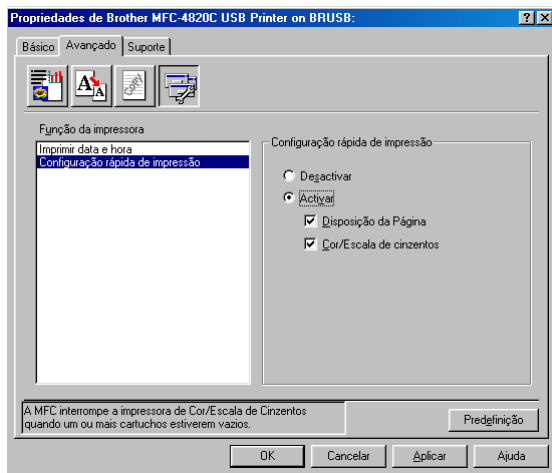 Propriedades de Brother MFC-4820C USB Printer on BRUSB:
Básico Avançado Suporte
Copy
Função da impressora
Imprimir data e hora
Configuração rápida de impressão
Configuração rápida de impressão
Desactivar
Activar
Disposição da Página
Cor/Escala de cinzentos
A MFC interrompe a impressora de Cor/Escala de Cinzentos
quando um ou mais cartuchos estiverem vazios.
Predefinição
OK Cancelar Aplicar Ajuda